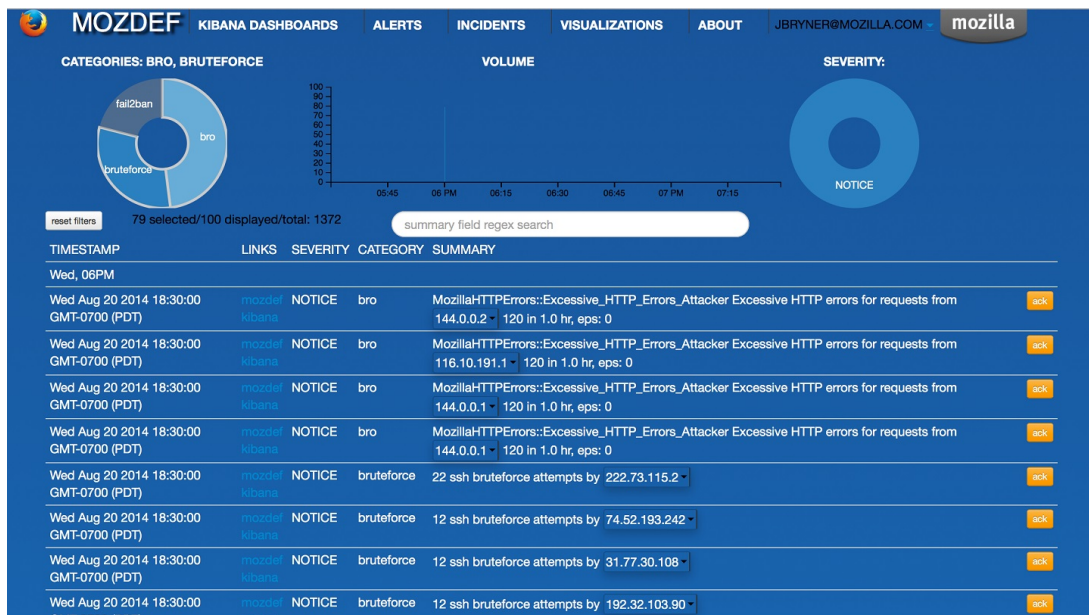 MOZDEF KIBANA DASHBOARDS ALERTS INCIDENTS VISUALIZATIONS ABOUT JBRYNER@MOZILLA.COM mozilla
CATEGORIES: BRO, BRUTEFORCE VOLUME SEVERITY:
fail2ban
bro
bruteforce
100
90
80
70
60
50
40
30
20
10
0
05:45 06 PM 06:15 06:30 06:45 07 PM 07:15
NOTICE
reset filters 79 selected/100 displayed/total: 1372 summary field regex search
TIMESTAMP LINKS SEVERITY CATEGORY SUMMARY
Wed, 06PM
Wed Aug 20 2014 18:30:00 mozdef NOTICE bro MozillaHTTPErrors::Excessive_HTTP_Errors_Attacker Excessive HTTP errors for requests from ack
GMT-0700 (PDT) kibana 144.0.0.2 120 in 1.0 hr, eps: 0
Wed Aug 20 2014 18:30:00 mozdef NOTICE bro MozillaHTTPErrors::Excessive_HTTP_Errors_Attacker Excessive HTTP errors for requests from ack
GMT-0700 (PDT) kibana 116.10.191.1 120 in 1.0 hr, eps: 0
Wed Aug 20 2014 18:30:00 mozdef NOTICE bro MozillaHTTPErrors::Excessive_HTTP_Errors_Attacker Excessive HTTP errors for requests from ack
GMT-0700 (PDT) kibana 144.0.0.1 120 in 1.0 hr, eps: 0
Wed Aug 20 2014 18:30:00 mozdef NOTICE bro MozillaHTTPErrors::Excessive_HTTP_Errors_Attacker Excessive HTTP errors for requests from ack
GMT-0700 (PDT) kibana 144.0.0.1 120 in 1.0 hr, eps: 0
Wed Aug 20 2014 18:30:00 mozdef NOTICE bruteforce 22 ssh bruteforce attempts by 222.73.115.2 ack
GMT-0700 (PDT) kibana
Wed Aug 20 2014 18:30:00 mozdef NOTICE bruteforce 12 ssh bruteforce attempts by 74.52.193.242 ack
GMT-0700 (PDT) kibana
Wed Aug 20 2014 18:30:00 mozdef NOTICE bruteforce 12 ssh bruteforce attempts by 31.77.30.108 ack
GMT-0700 (PDT) kibana
Wed Aug 20 2014 18:30:00 mozdef NOTICE bruteforce 12 ssh bruteforce attempts by 192.32.103.90 ack